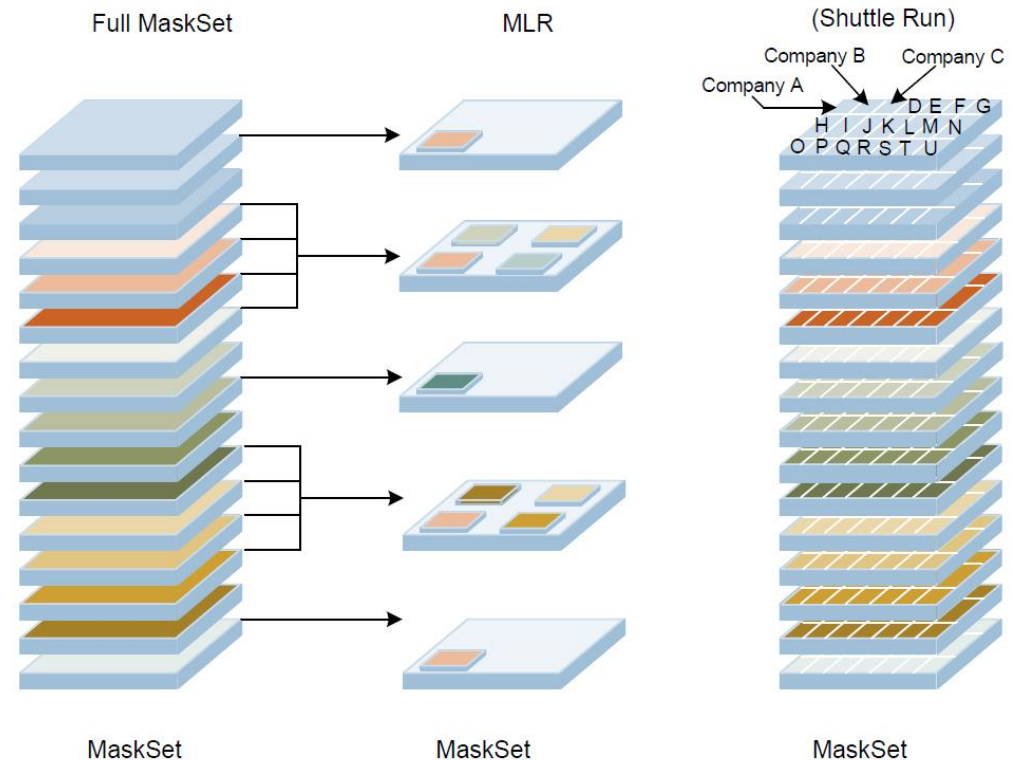 Full MaskSet
MLR
(Shuttle Run)
Company B
Company C
Company A
D E F G
H I J K L M N
O P Q R S T U
MaskSet
MaskSet
MaskSet